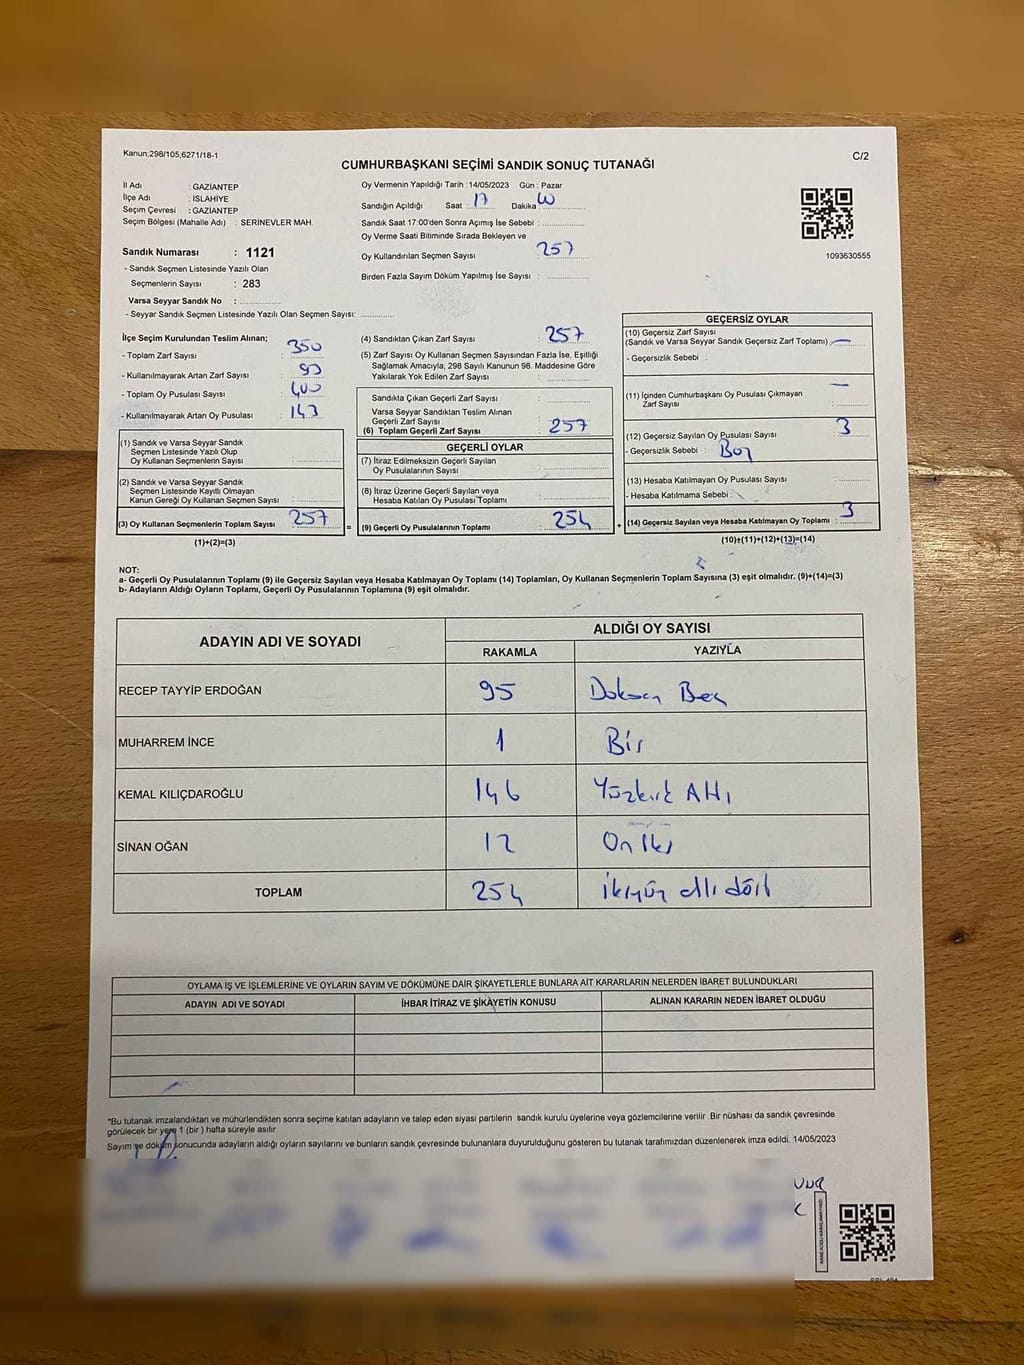 Kanun:298/105,6271/18-1
C/2
CUMHURBAŞKANI SEÇİMİ SANDIK SONUÇ TUTANAĞI
İl Adı : GAZİANTEP
İlçe Adı : İSLAHİYE
Seçim Çevresi : GAZİANTEP
Seçim Bölgesi (Mahalle Adı) : SERİNEVLER MAH.
Sandık Numarası : 1121
- Sandık Seçmen Listesinde Yazılı Olan
Seçmenlerin Sayısı : 283
Varsa Seyyar Sandık No :
- Seyyar Sandık Seçmen Listesinde Yazılı Olan Seçmen Sayısı:
Oy Vermenin Yapıldığı Tarih :14/05/2023 Gün : Pazar
Sandığın Açıldığı Saat : 17 Dakika :
Sandık Saat 17:00'den Sonra Açımış İse Sebebi :
Oy Verme Saati Bitiminde Sırada Bekleyen ve
Oy Kullandırılan Seçmen Sayısı : 257
Birden Fazla Sayım Döküm Yapılmış İse Sayısı :
1093630555
İlçe Seçim Kurulundan Teslim Alınan;
- Toplam Zarf Sayısı : 350
- Kullanılmayarak Artan Zarf Sayısı : 93
- Toplam Oy Pusulası Sayısı : 400
- Kullanılmayarak Artan Oy Pusulası : 143
(1) Sandık ve Varsa Seyyar Sandık
Seçmen Listesinde Yazılı Olup
Oy Kullanan Seçmenlerin Sayısı :
(2) Sandık ve Varsa Seyyar Sandık
Seçmen Listesinde Kayıtlı Olmayan
Kanun Gereği Oy Kullanan Seçmen Sayısı :
(3) Oy Kullanan Seçmenlerin Toplam Sayısı : 257
(1)+(2)=(3)
=
(4) Sandıktan Çıkan Zarf Sayısı : 257
(5) Zarf Sayısı Oy Kullanan Seçmen Sayısından Fazla İse, Eşitliği
Sağlamak Amacıyla, 298 Sayılı Kanunun 98. Maddesine Göre
Yakılarak Yok Edilen Zarf Sayısı :
Sandıkta Çıkan Geçerli Zarf Sayısı :
Varsa Seyyar Sandıktan Teslim Alınan
Geçerli Zarf Sayısı :
(6) Toplam Geçerli Zarf Sayısı : 257
GEÇERLİ OYLAR
(7) İtiraz Edilmeksizin Geçerli Sayılan
Oy Pusulalarının Sayısı :
(8) İtiraz Üzerine Geçerli Sayılan veya
Hesaba Katılan Oy Pusulası Toplamı :
(9) Geçerli Oy Pusulalarının Toplamı : 254
+
GEÇERSİZ OYLAR
(10) Geçersiz Zarf Sayısı
(Sandık ve Varsa Seyyar Sandık Geçersiz Zarf Toplamı) : —
- Geçersizlik Sebebi :
(11) İçinden Cumhurbaşkanı Oy Pusulası Çıkmayan
Zarf Sayısı : —
(12) Geçersiz Sayılan Oy Pusulası Sayısı : 3
- Geçersizlik Sebebi : Boş
(13) Hesaba Katılmayan Oy Pusulası Sayısı :
- Hesaba Katılmama Sebebi :
(14) Geçersiz Sayılan veya Hesaba Katılmayan Oy Toplamı : 3
(10)+(11)+(12)+(13)=(14)
NOT:
a- Geçerli Oy Pusulalarının Toplamı (9) ile Geçersiz Sayılan veya Hesaba Katılmayan Oy Toplamı (14) Toplamları, Oy Kullanan Seçmenlerin Toplam Sayısına (3) eşit olmalıdır. (9)+(14)=(3)
b- Adayların Aldığı Oyların Toplamı, Geçerli Oy Pusulalarının Toplamına (9) eşit olmalıdır.
ADAYIN ADI VE SOYADI
ALDIĞI OY SAYISI
RAKAMLA YAZIYLA
RECEP TAYYİP ERDOĞAN 95 Doksan Beş
MUHARREM İNCE 1 Bir
KEMAL KILIÇDAROĞLU 146 Yüzkırk Altı
SİNAN OĞAN 12 On İki
TOPLAM 254 İkiyüz elli dört
OYLAMA İŞ VE İŞLEMLERİNE VE OYLARIN SAYIM VE DÖKÜMÜNE DAİR ŞİKAYETLERLE BUNLARA AİT KARARLARIN NELERDEN İBARET BULUNDUKLARI
ADAYIN ADI VE SOYADI İHBAR İTİRAZ VE ŞİKAYETİN KONUSU ALINAN KARARIN NEDEN İBARET OLDUĞU
*Bu tutanak imzalandıktan ve mühürlendikten sonra seçime katılan adayların ve talep eden siyasi partilerin sandık kurulu üyelerine veya gözlemcilerine verilir .Bir nüshası da sandık çevresinde
görülecek bir yere 1 (bir ) hafta süreyle asılır.
Sayım ve döküm sonucunda adayların aldığı oyların sayılarını ve bunların sandık çevresinde bulunanlara duyurulduğunu gösteren bu tutanak tarafımızdan düzenlenerek imza edildi. 14/05/2023